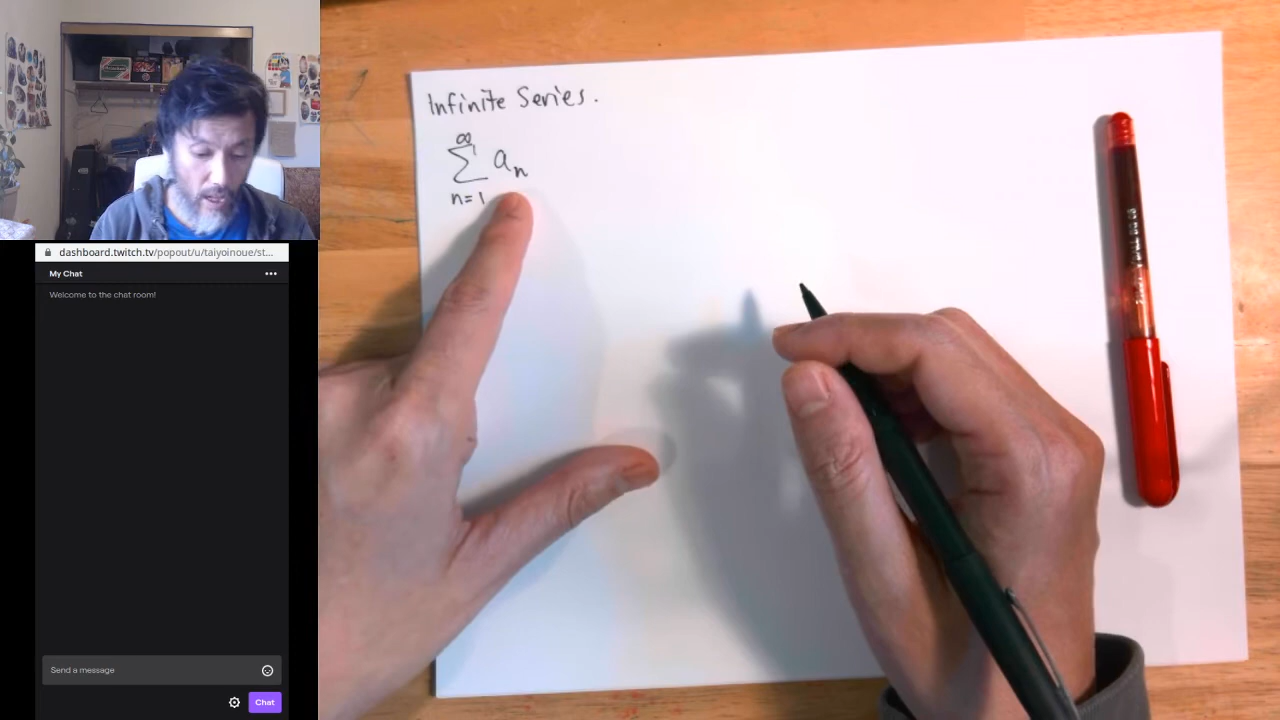 Infinite Series.
∞
∑ aₙ
n=1
dashboard.twitch.tv/popout/u/taiyoinoue/st...
My Chat
Welcome to the chat room!
Send a message
Chat